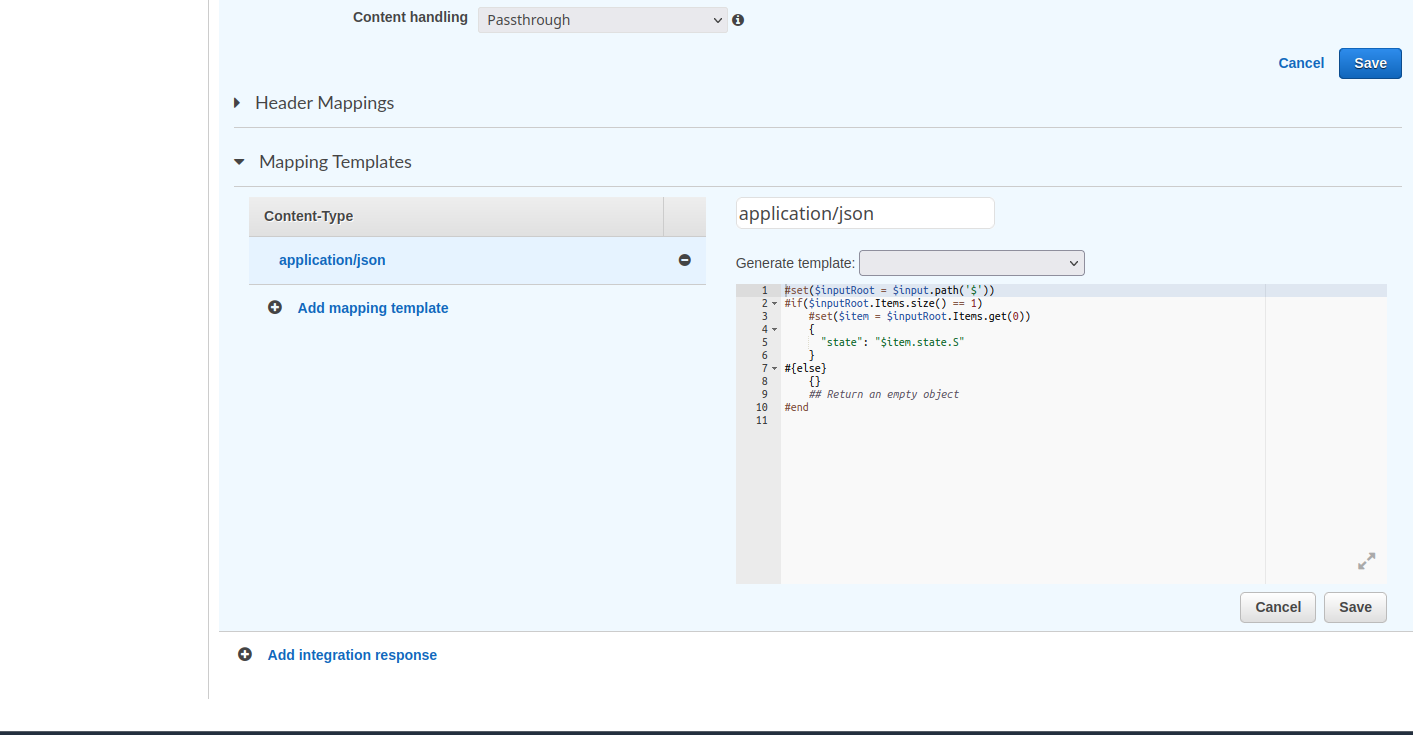 Content handling Passthrough
Cancel Save
Header Mappings
Mapping Templates
Content-Type
application/json
Add mapping template
application/json
Generate template:
1 #set($inputRoot = $input.path('$'))
2 #if($inputRoot.Items.size() == 1)
3     #set($item = $inputRoot.Items.get(0))
4     {
5       "state": "$item.state.S"
6     }
7 #{else}
8     {}
9     ## Return an empty object
10 #end
11
Cancel Save
Add integration response